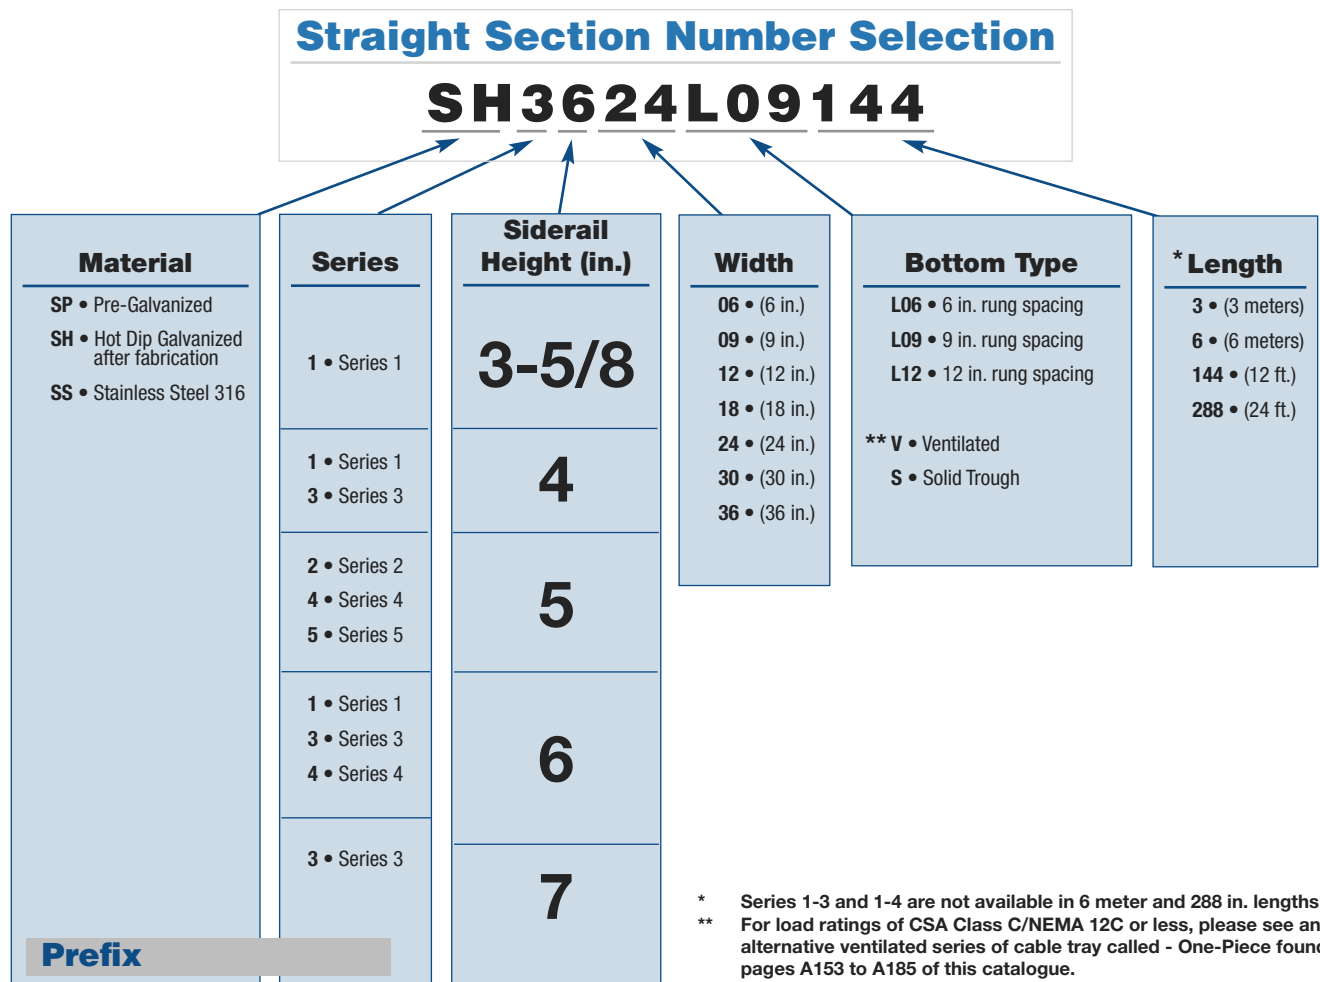 Straight Section Number Selection
SH3624L09144
Material
SP • Pre-Galvanized
SH • Hot Dip Galvanized
after fabrication
SS • Stainless Steel 316
Series
1 • Series 1
1 • Series 1
3 • Series 3
2 • Series 2
4 • Series 4
5 • Series 5
1 • Series 1
3 • Series 3
4 • Series 4
3 • Series 3
Siderail
Height (in.)
3-5/8
4
5
6
7
Width
06 • (6 in.)
09 • (9 in.)
12 • (12 in.)
18 • (18 in.)
24 • (24 in.)
30 • (30 in.)
36 • (36 in.)
Bottom Type
L06 • 6 in. rung spacing
L09 • 9 in. rung spacing
L12 • 12 in. rung spacing
** V • Ventilated
S • Solid Trough
* Length
3 • (3 meters)
6 • (6 meters)
144 • (12 ft.)
288 • (24 ft.)
* Series 1-3 and 1-4 are not available in 6 meter and 288 in. lengths
** For load ratings of CSA Class C/NEMA 12C or less, please see an
alternative ventilated series of cable tray called - One-Piece found
pages A153 to A185 of this catalogue.
Prefix